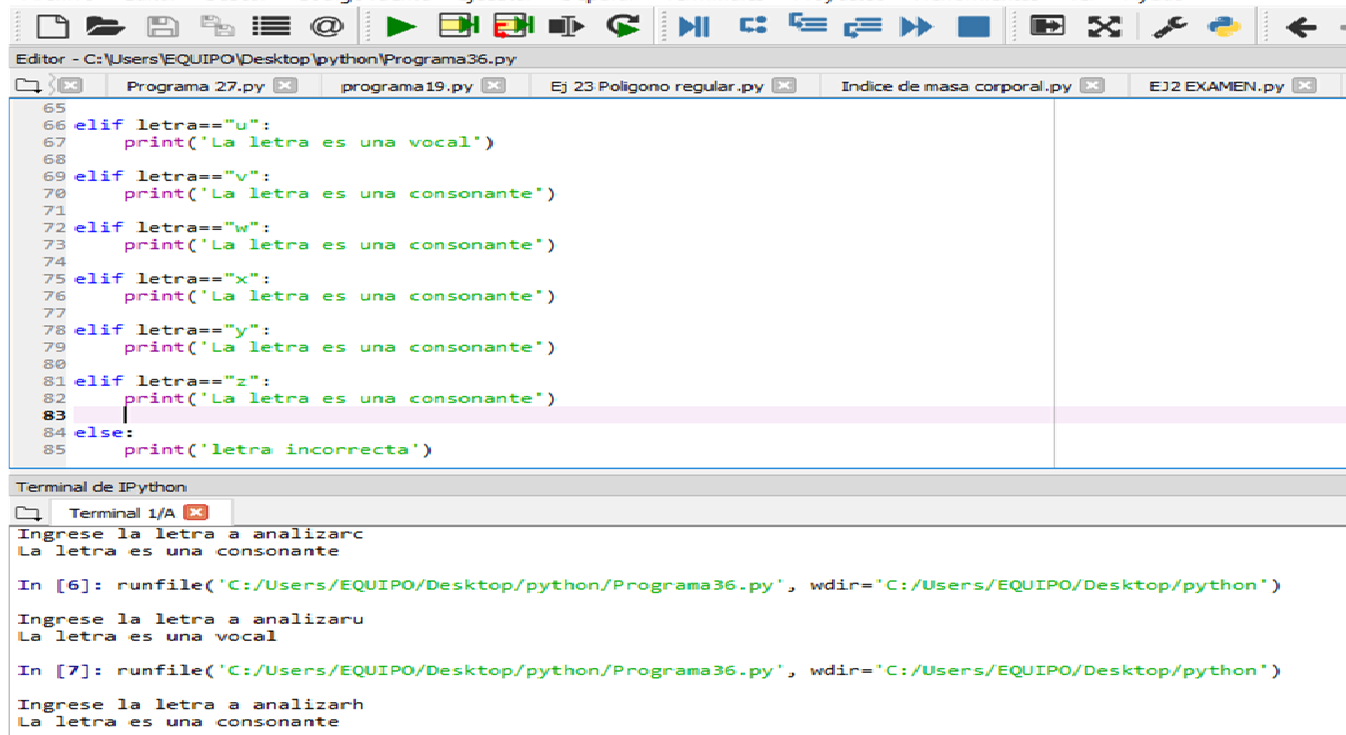 Editor - C:\Users\EQUIPO\Desktop\python\Programa36.py
Programa 27.py programa19.py Ej 23 Poligono regular.py Indice de masa corporal.py EJ2 EXAMEN.py
65
66 elif letra=="u":
67 print('La letra es una vocal')
68
69 elif letra=="v":
70 print('La letra es una consonante')
71
72 elif letra=="w":
73 print('La letra es una consonante')
74
75 elif letra=="x":
76 print('La letra es una consonante')
77
78 elif letra=="y":
79 print('La letra es una consonante')
80
81 elif letra=="z":
82 print('La letra es una consonante')
83
84 else:
85 print('letra incorrecta')
Terminal de IPython
Terminal 1/A
Ingrese la letra a analizarc
La letra es una consonante
In [6]: runfile('C:/Users/EQUIPO/Desktop/python/Programa36.py', wdir='C:/Users/EQUIPO/Desktop/python')
Ingrese la letra a analizaru
La letra es una vocal
In [7]: runfile('C:/Users/EQUIPO/Desktop/python/Programa36.py', wdir='C:/Users/EQUIPO/Desktop/python')
Ingrese la letra a analizarh
La letra es una consonante